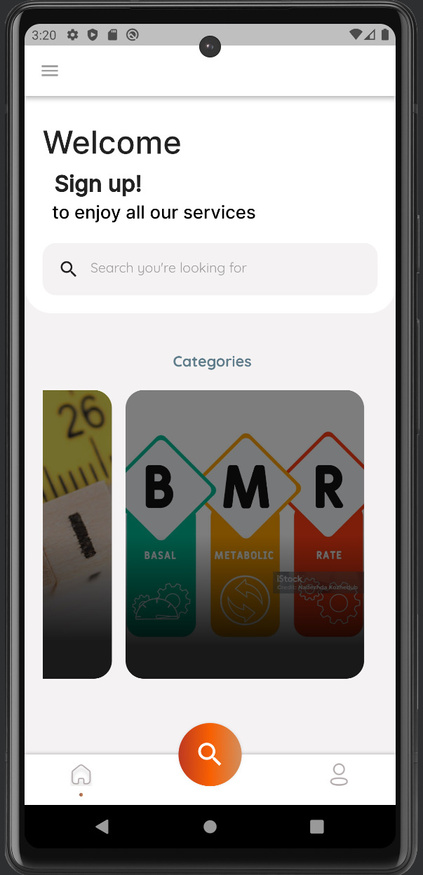 3:20
Welcome
Sign up!
to enjoy all our services
Search you're looking for
Categories
26
I
B M R
BASAL METABOLIC RATE
iStock